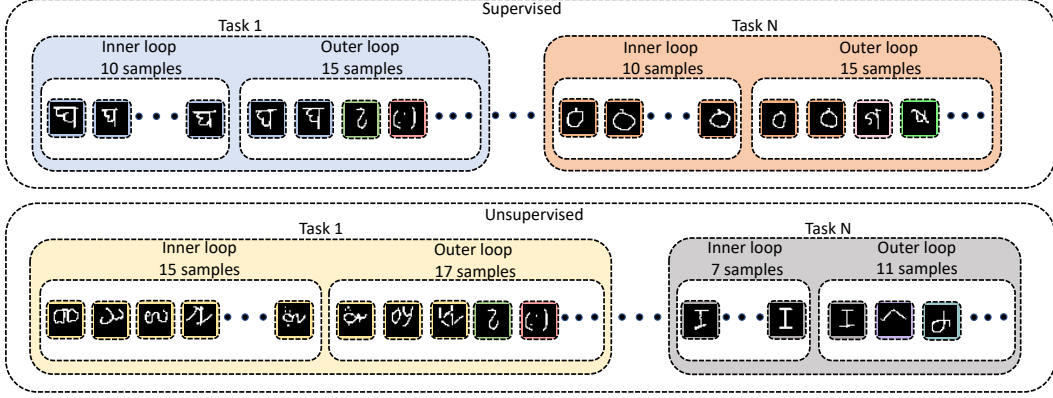 Supervised
Task 1
Task N
Inner loop
10 samples
Outer loop
15 samples
Inner loop
10 samples
Outer loop
15 samples
Unsupervised
Task 1
Task N
Inner loop
15 samples
Outer loop
17 samples
Inner loop
7 samples
Outer loop
11 samples